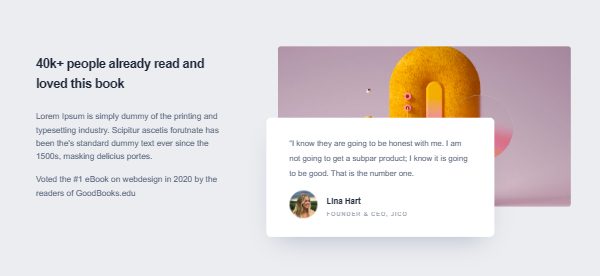 40k+ people already read and
loved this book
Lorem Ipsum is simply dummy of the printing and
typesetting industry. Scipitur ascetis forutnate has
been the's standard dummy text ever since the
1500s, masking delicius portes.
Voted the #1 eBook on webdesign in 2020 by the
readers of GoodBooks.edu
"I know they are going to be honest with me. I am
not going to get a subpar product; I know it is going
to be good. That is the number one.
Lina Hart
FOUNDER & CEO, JICO